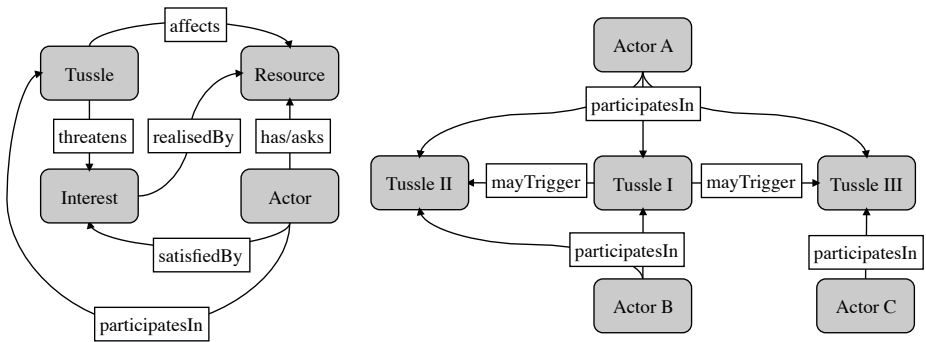 affects
Tussle
Resource
threatens
realisedBy
has/asks
Interest
Actor
satisfiedBy
participatesIn
Actor A
participatesIn
Tussle II
mayTrigger
Tussle I
mayTrigger
Tussle III
participatesIn
participatesIn
Actor B
Actor C